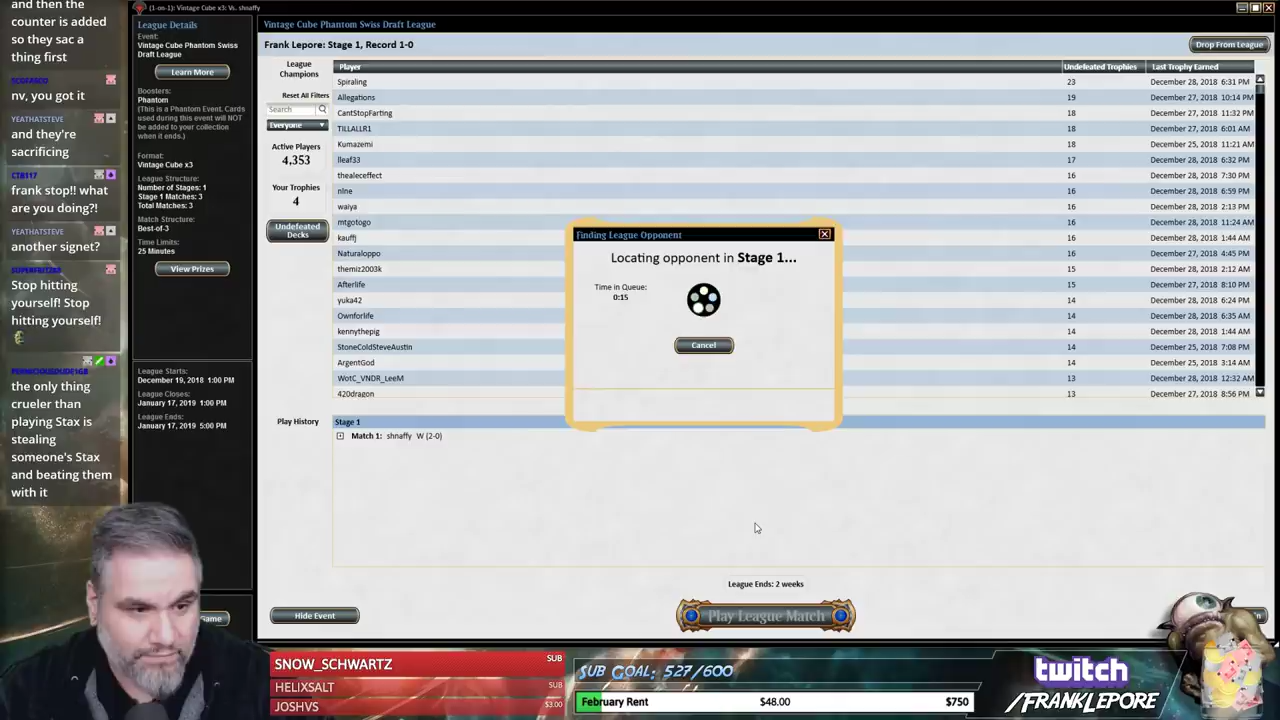 and then the counter is so they sac a thing first
nv, you got it
YEATHATSTEVE
and they're sacrificing
frank stop!! what are you doing?!
YEATHATSTEVE
another signet?
Stop hitting yourself! Stop hitting yourself!
the only thing crueler than playing Stax is stealing someone's Stax and beating them with it
(1-on-1): Vintage Cube x3: Vs. shnaffy
League Details
Event:
Vintage Cube Phantom Swiss Draft League
Learn More
Boosters:
Phantom
(This is a Phantom Event. Cards used during this event will NOT be added to your collection when it ends.)
Format:
Vintage Cube x3
League Structure:
Number of Stages: 1
Stage 1 Matches: 3
Total Matches: 3
Match Structure:
Best-of-3
Time Limits:
25 Minutes
View Prizes
League Starts:
December 19, 2018 1:00 PM
League Closes:
January 17, 2019 1:00 PM
League Ends:
January 17, 2019 5:00 PM
Game
Vintage Cube Phantom Swiss Draft League
Frank Lepore: Stage 1, Record 1-0
Drop From League
League Champions
Reset All Filters
Search
Everyone
Active Players
4,353
Your Trophies
4
Undefeated Decks
Player Undefeated Trophies Last Trophy Earned
Spiraling 23 December 28, 2018 6:31 PM
Allegations 19 December 27, 2018 10:14 PM
CantStopFarting 18 December 27, 2018 11:32 PM
TILLALLR1 18 December 27, 2018 6:01 AM
Kumazemi 18 December 25, 2018 11:21 AM
lleaf33 17 December 28, 2018 6:32 PM
thealeceffect 16 December 28, 2018 7:30 PM
nlne 16 December 28, 2018 6:59 PM
waiya 16 December 28, 2018 2:13 PM
mtgotogo 16 December 28, 2018 11:24 AM
kauffj 16 December 28, 2018 1:44 AM
Naturaloppo 16 December 27, 2018 4:45 PM
themiz2003k 15 December 28, 2018 2:12 AM
Afterlife 15 December 27, 2018 8:10 PM
yuka42 14 December 28, 2018 6:24 PM
Ownforlife 14 December 28, 2018 6:35 AM
kennythepig 14 December 28, 2018 1:44 AM
StoneColdSteveAustin 14 December 25, 2018 7:08 PM
ArgentGod 14 December 25, 2018 3:14 AM
WotC_VNDR_LeeM 13 December 28, 2018 12:32 AM
420dragon 13 December 27, 2018 8:56 PM
Finding League Opponent
Locating opponent in Stage 1...
Time in Queue:
0:15
Cancel
Play History
Stage 1
Match 1: shnaffy W (2-0)
League Ends: 2 weeks
Hide Event
Play League Match
SNOW_SCHWARTZ SUB
HELIXSALT SUB
JOSHVS $3.00
SUB GOAL: 527/600
February Rent $48.00 $750
twitch
/FRANKLEPORE